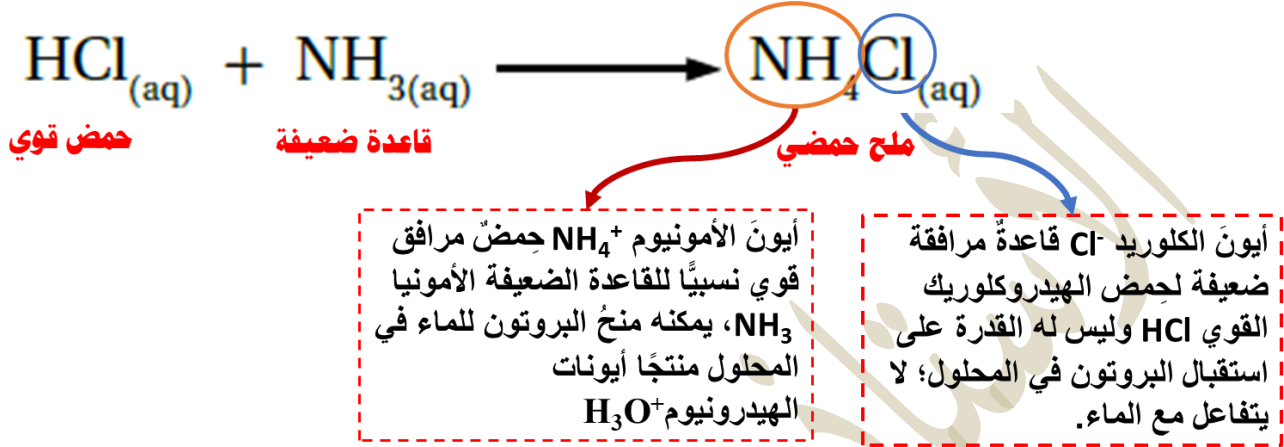 HCl(aq) + NH3(aq) ⟶ NH4Cl(aq)
حمض قوي
قاعدة ضعيفة
ملح حمضي
أيونَ الأمونيوم NH4+ حِمضٌ مرافق
قوي نسبيًّا للقاعدة الضعيفة الأمونيا
NH3، يمكنه منحُ البروتون للماء في
المحلول منتجًا أيونات
الهيدرونيوم H3O+
أيونَ الكلوريد Cl- قاعدةٌ مرافقة
ضعيفة لحِمض الهيدروكلوريك
القوي HCl وليس له القدرة على
استقبال البروتون في المحلول؛ لا
يتفاعل مع الماء.
الأستاذ